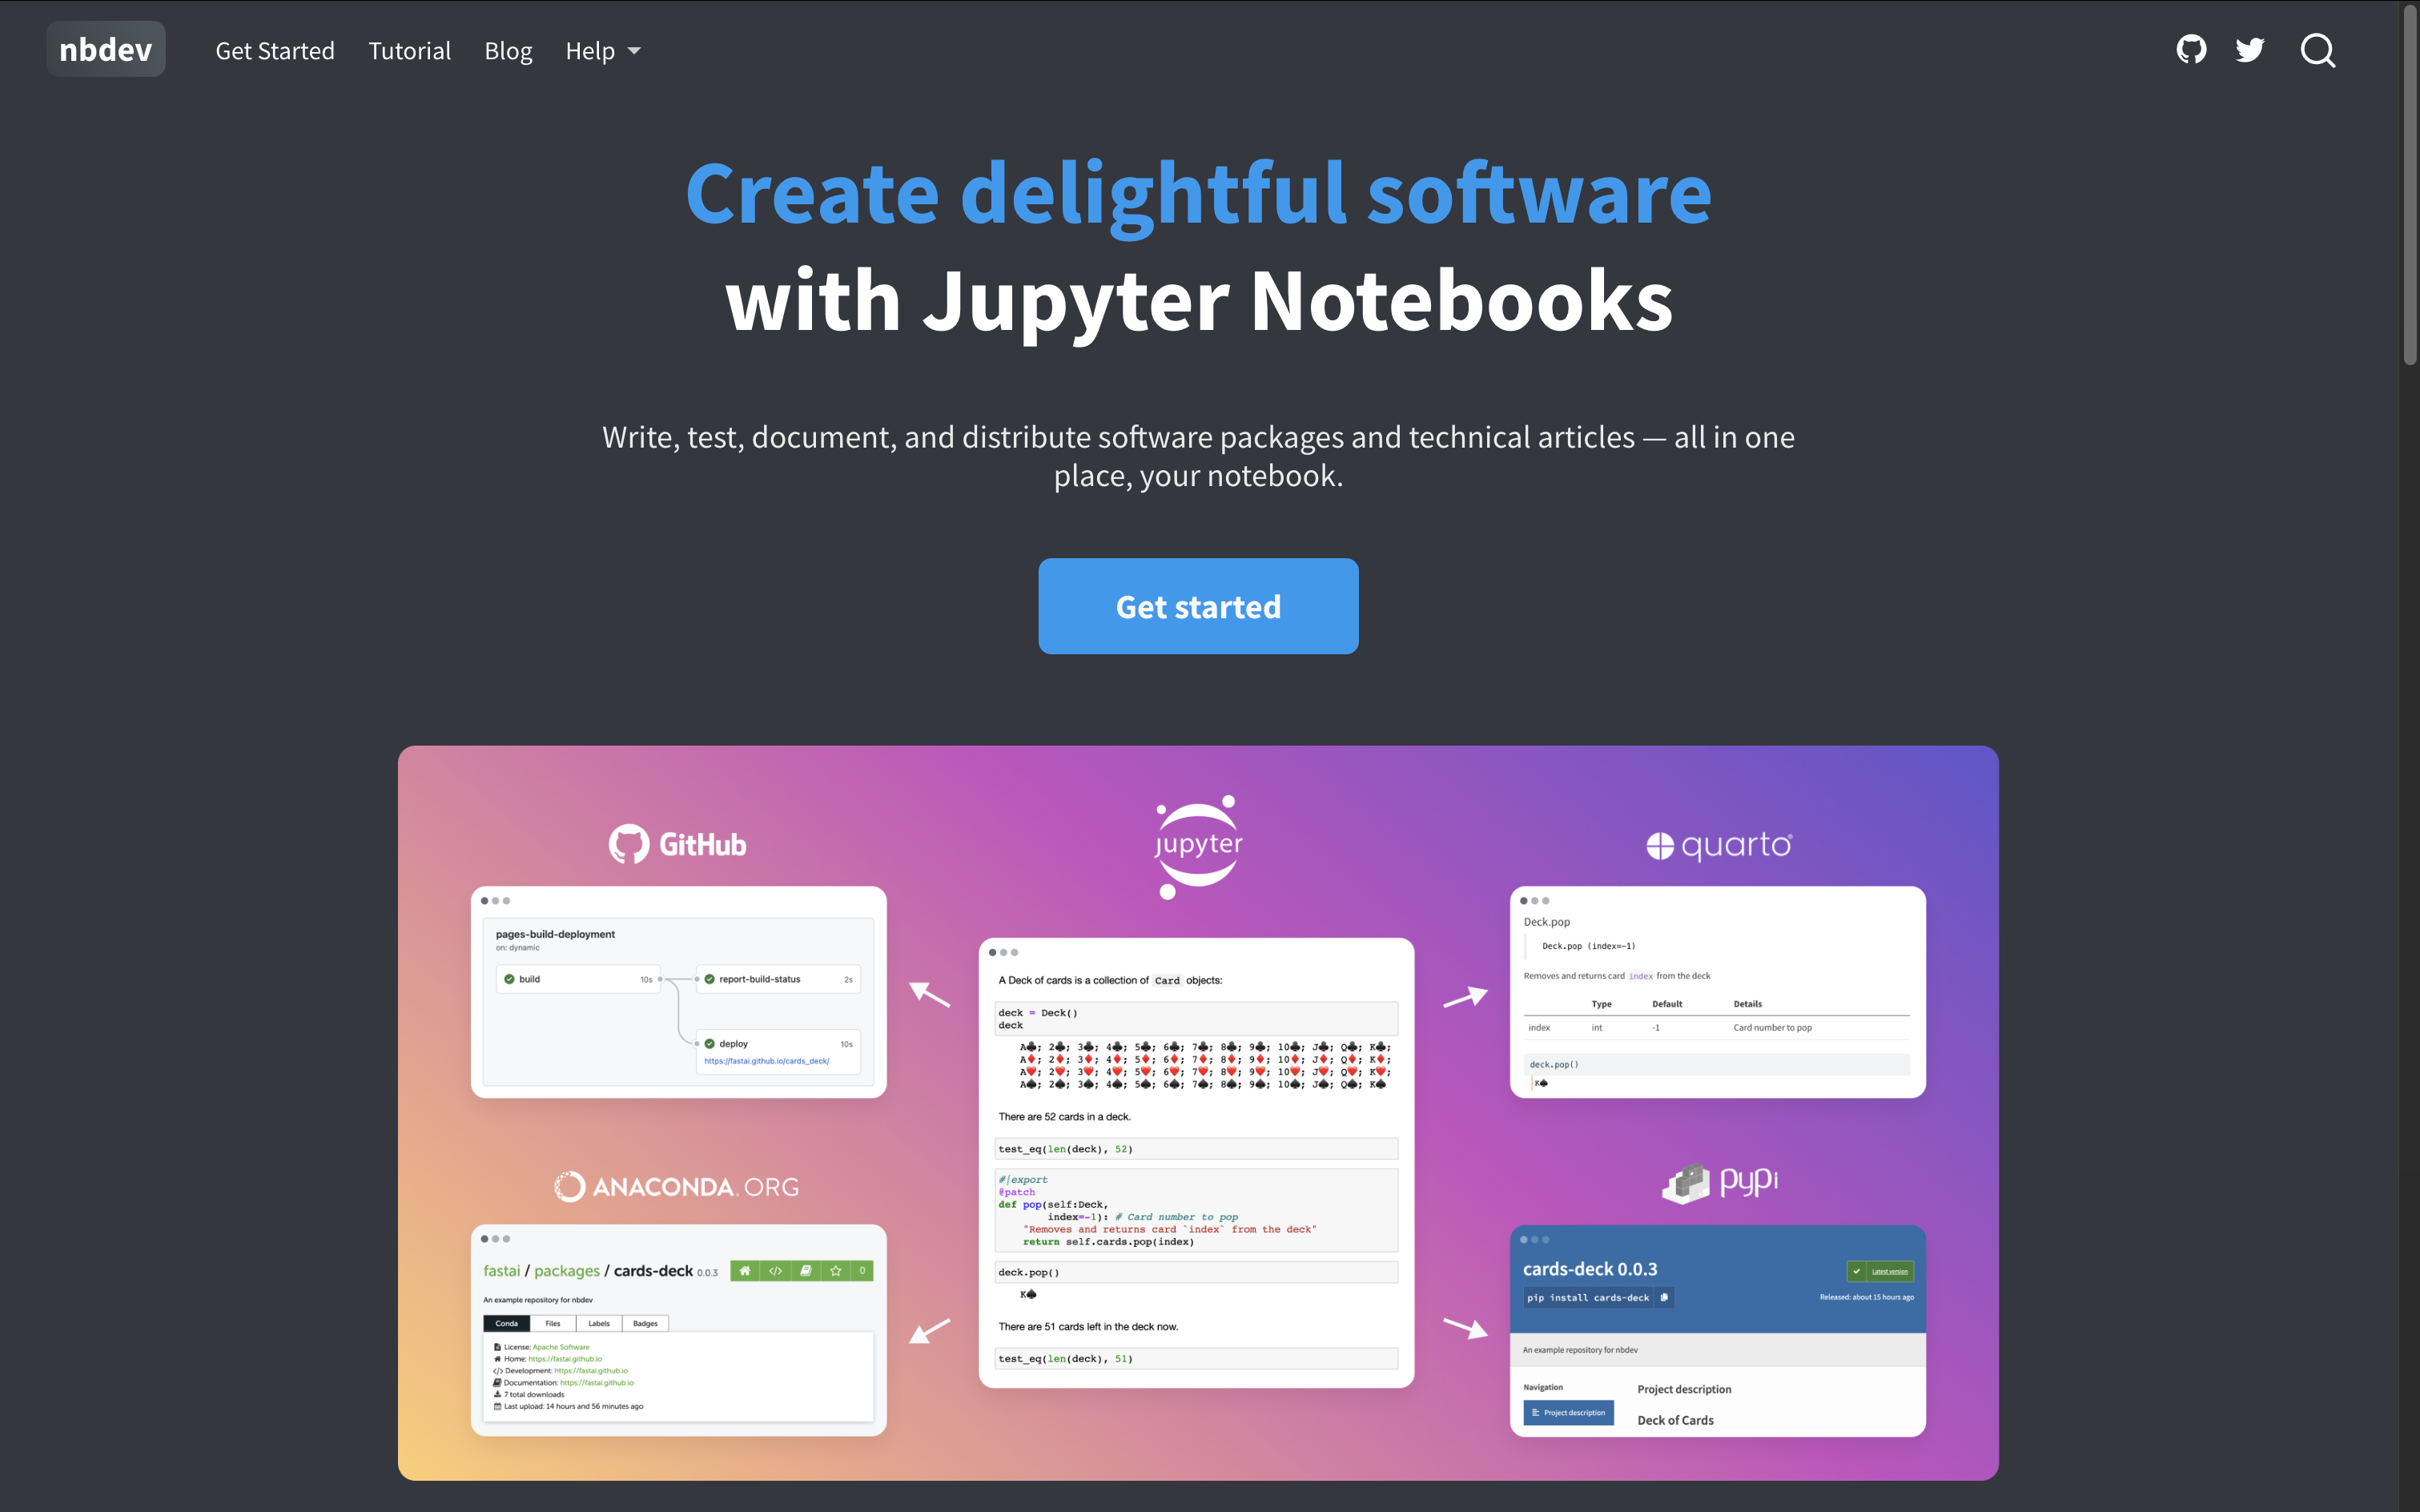 nbdev
Get Started
Tutorial
Blog
Help
Create delightful software
with Jupyter Notebooks
Write, test, document, and distribute software packages and technical articles — all in one
place, your notebook.
Get started
GitHub
pages-build-deployment
on: dynamic
build 10s
report-build-status 2s
deploy 10s
https://fastai.github.io/cards_deck/
ANACONDA.ORG
fastai / packages / cards-deck 0.0.3
</> 0
An example repository for nbdev
Conda Files Labels Badges
License: Apache Software
Home: https://fastai.github.io
</> Development: https://fastai.github.io
Documentation: https://fastai.github.io
7 total downloads
Last upload: 14 hours and 56 minutes ago
jupyter
A Deck of cards is a collection of Card objects:
deck = Deck()
deck
A♣; 2♣; 3♣; 4♣; 5♣; 6♣; 7♣; 8♣; 9♣; 10♣; J♣; Q♣; K♣;
A♦; 2♦; 3♦; 4♦; 5♦; 6♦; 7♦; 8♦; 9♦; 10♦; J♦; Q♦; K♦;
A♥; 2♥; 3♥; 4♥; 5♥; 6♥; 7♥; 8♥; 9♥; 10♥; J♥; Q♥; K♥;
A♠; 2♠; 3♠; 4♠; 5♠; 6♠; 7♠; 8♠; 9♠; 10♠; J♠; Q♠; K♠
There are 52 cards in a deck.
test_eq(len(deck), 52)
#|export
@patch
def pop(self:Deck,
index=-1): # Card number to pop
"Removes and returns card `index` from the deck"
return self.cards.pop(index)
deck.pop()
K♠
There are 51 cards left in the deck now.
test_eq(len(deck), 51)
quarto
Deck.pop
Deck.pop (index=-1)
Removes and returns card index from the deck
Type Default Details
index int -1 Card number to pop
deck.pop()
K♠
pypi
cards-deck 0.0.3
Latest version
pip install cards-deck
Released: about 15 hours ago
An example repository for nbdev
Navigation
Project description
Project description
Deck of Cards